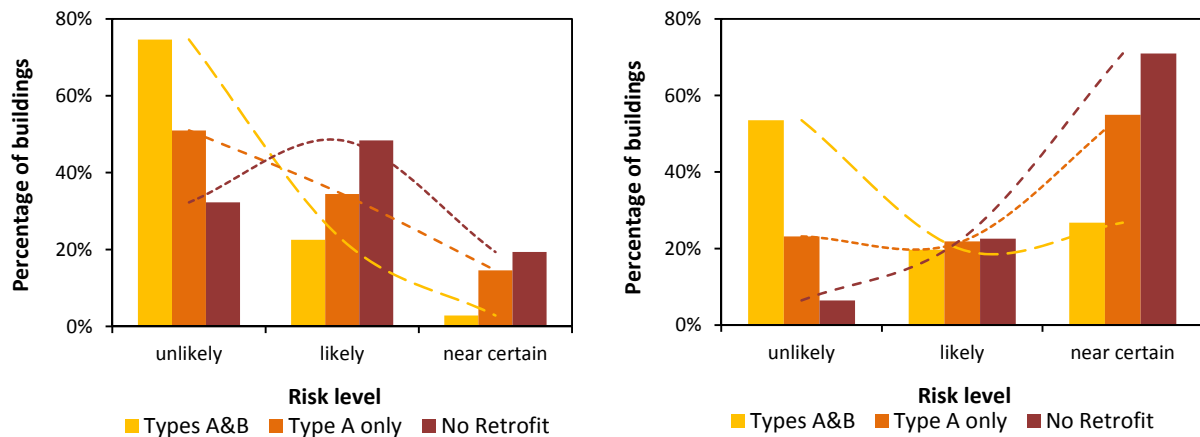 Percentage of buildings
80%
60%
40%
20%
0%
unlikely likely near certain
Risk level
Types A&B Type A only No Retrofit
Percentage of buildings
80%
60%
40%
20%
0%
unlikely likely near certain
Risk level
Types A&B Type A only No Retrofit